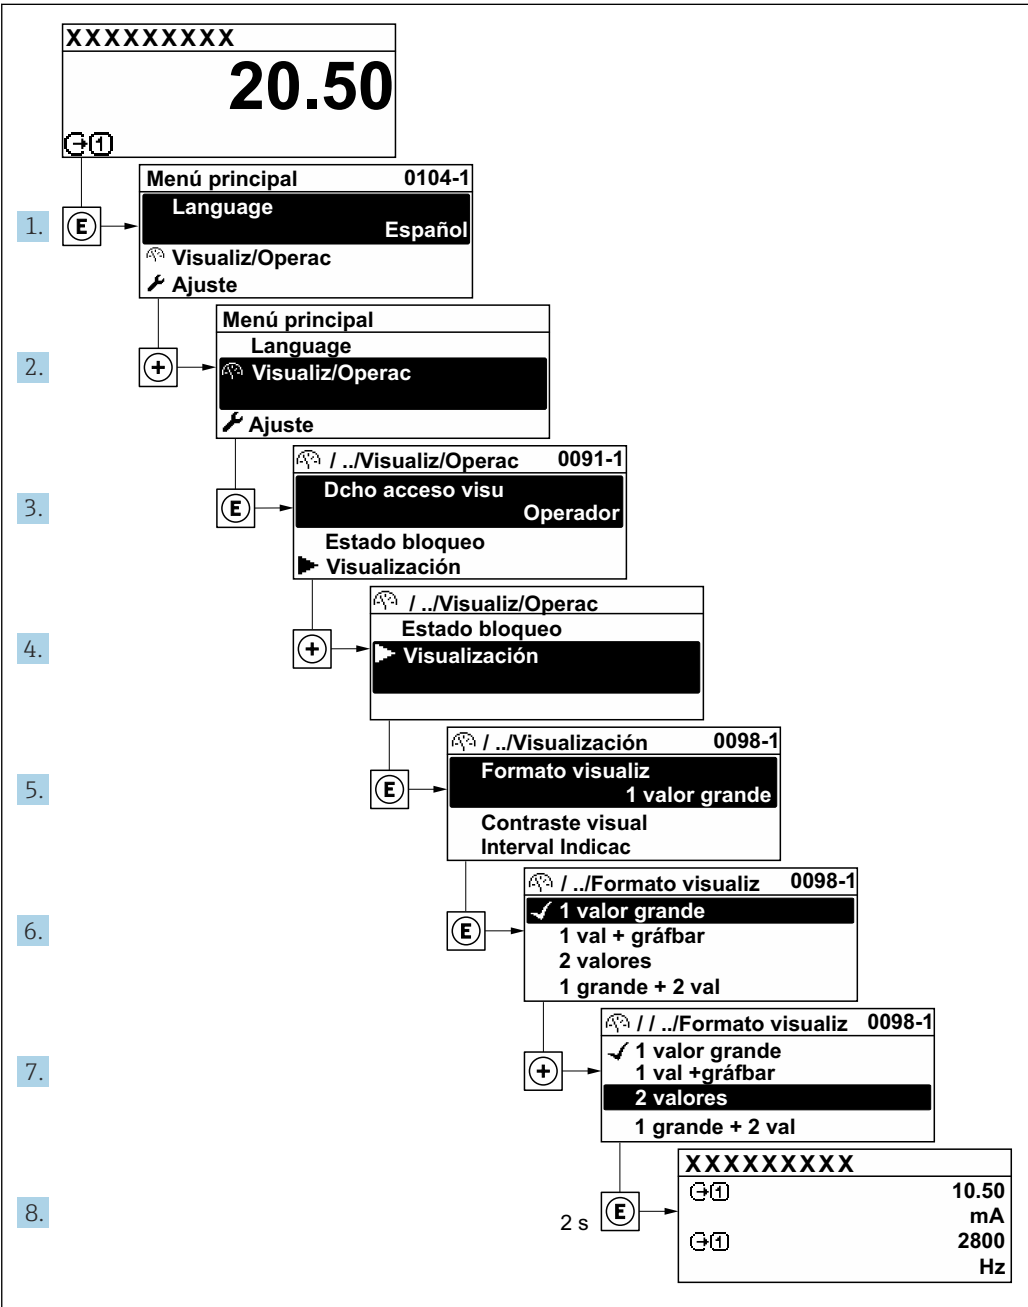 XXXXXXXXX
20.50
1
1.
E
Menú principal 0104-1
Language
Español
Visualiz/Operac
Ajuste
2.
+
Menú principal
Language
Visualiz/Operac
Ajuste
3.
E
/ ../Visualiz/Operac 0091-1
Dcho acceso visu
Operador
Estado bloqueo
Visualización
4.
+
/ ../Visualiz/Operac
Estado bloqueo
Visualización
5.
E
/ ../Visualización 0098-1
Formato visualiz
1 valor grande
Contraste visual
Interval Indicac
6.
E
/ ../Formato visualiz 0098-1
1 valor grande
1 val + gráfbar
2 valores
1 grande + 2 val
7.
+
/ / ../Formato visualiz 0098-1
1 valor grande
1 val +gráfbar
2 valores
1 grande + 2 val
8.
2 s
E
XXXXXXXXX
1 10.50
mA
1 2800
Hz